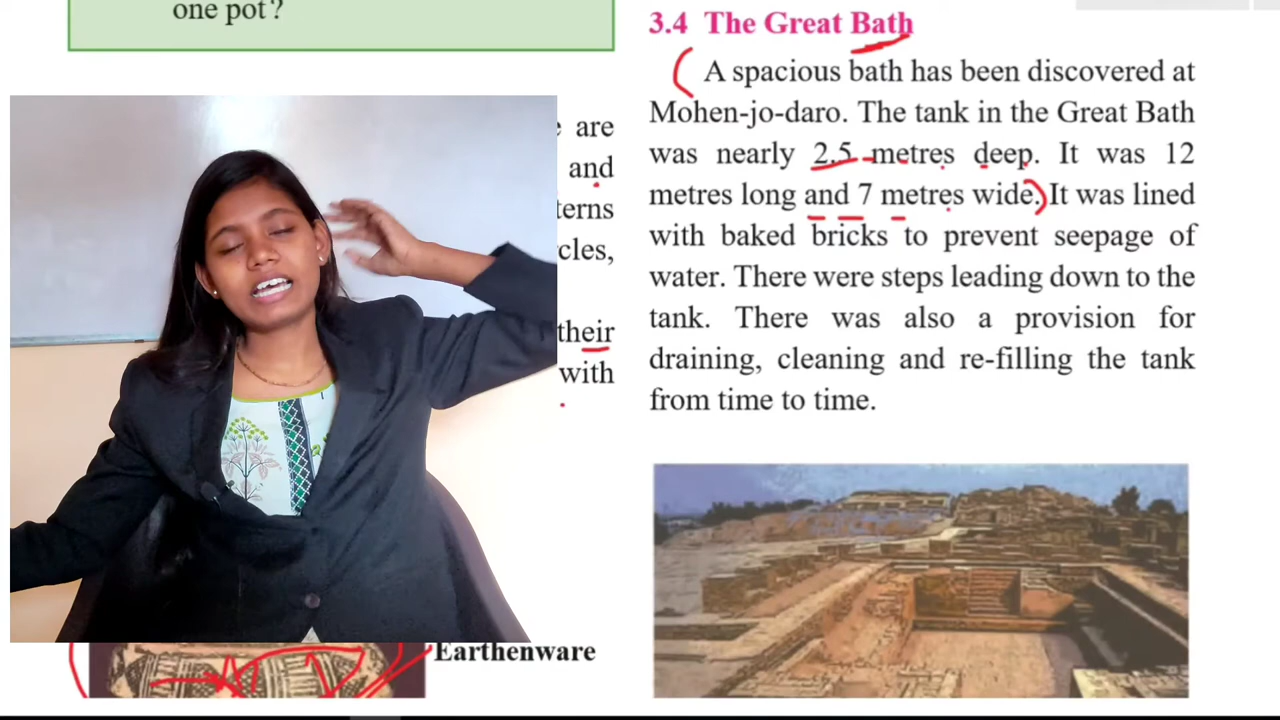 one pot?
are
and
terns
cles,
their
with
Earthenware
3.4 The Great Bath
A spacious bath has been discovered at
Mohen-jo-daro. The tank in the Great Bath
was nearly 2.5 metres deep. It was 12
metres long and 7 metres wide. It was lined
with baked bricks to prevent seepage of
water. There were steps leading down to the
tank. There was also a provision for
draining, cleaning and re-filling the tank
from time to time.